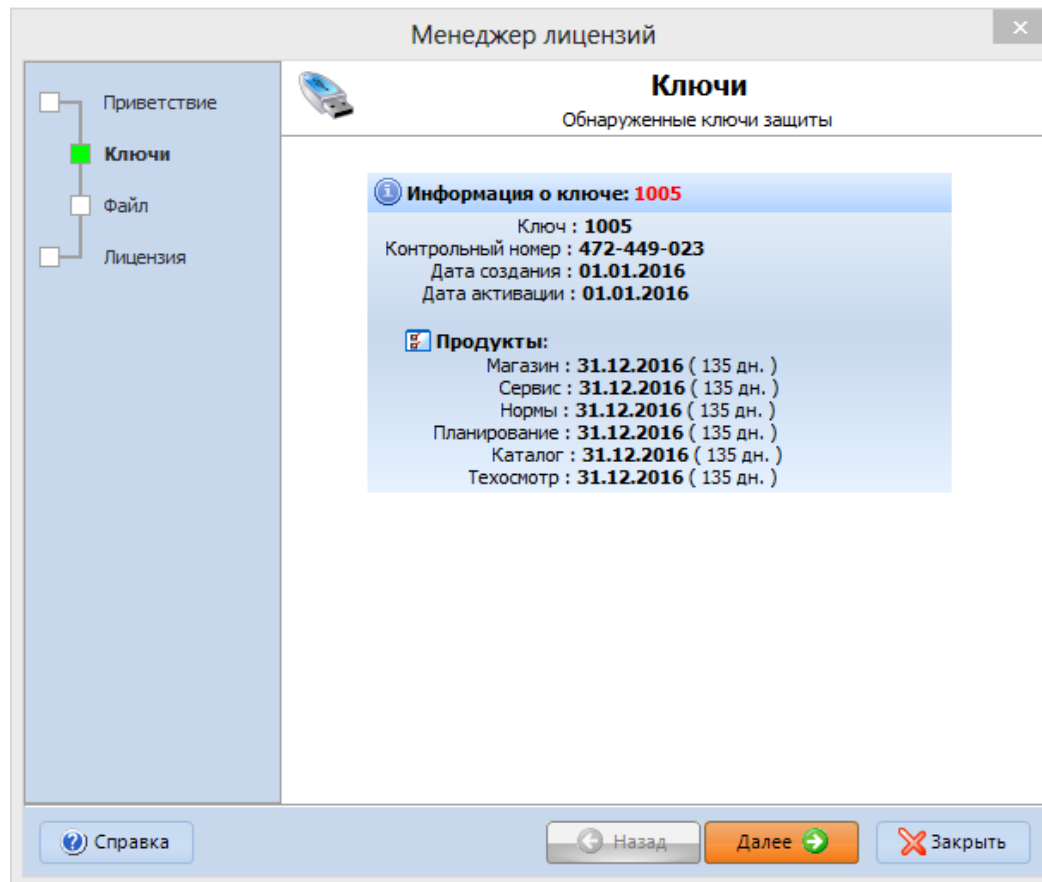 Менеджер лицензий
Приветствие
Ключи
Файл
Лицензия
Ключи
Обнаруженные ключи защиты
Информация о ключе: 1005
Ключ : 1005
Контрольный номер : 472-449-023
Дата создания : 01.01.2016
Дата активации : 01.01.2016
Продукты:
Магазин : 31.12.2016 ( 135 дн. )
Сервис : 31.12.2016 ( 135 дн. )
Нормы : 31.12.2016 ( 135 дн. )
Планирование : 31.12.2016 ( 135 дн. )
Каталог : 31.12.2016 ( 135 дн. )
Техосмотр : 31.12.2016 ( 135 дн. )
Справка
Назад
Далее
Закрыть